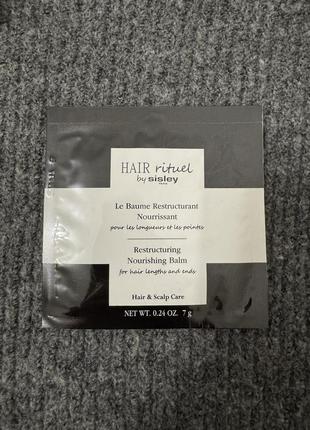 HAIR rituel
by sisley
PARIS
Le Baume Restructurant
Nourrissant
pour les longueurs et les pointes
Restructuring
Nourishing Balm
for hair lengths and ends
Hair & Scalp Care
NET WT. 0.24 OZ. 7 g